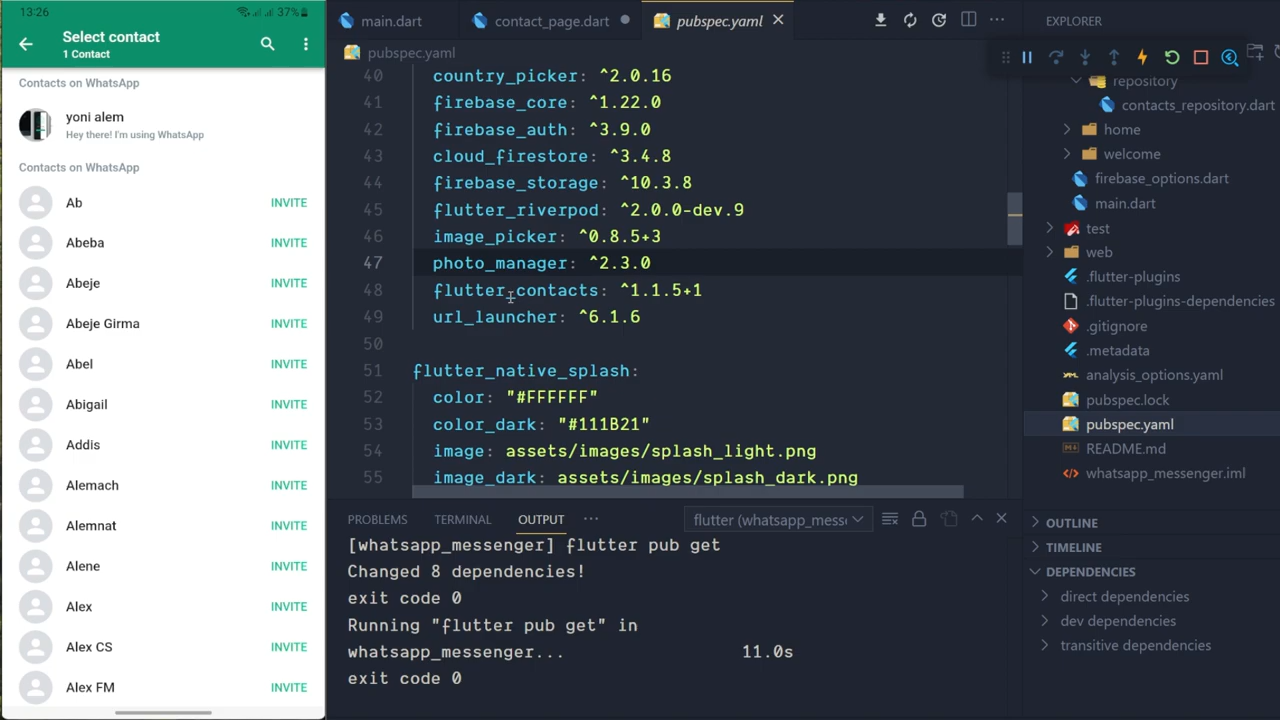 13:26
37%
Select contact
1 Contact
Contacts on WhatsApp
yoni alem
Hey there! I'm using WhatsApp
Contacts on WhatsApp
Ab INVITE
Abeba INVITE
Abeje INVITE
Abeje Girma INVITE
Abel INVITE
Abigail INVITE
Addis INVITE
Alemach INVITE
Alemnat INVITE
Alene INVITE
Alex INVITE
Alex CS INVITE
Alex FM INVITE
main.dart
contact_page.dart
pubspec.yaml
pubspec.yaml
40 country_picker: ^2.0.16
41 firebase_core: ^1.22.0
42 firebase_auth: ^3.9.0
43 cloud_firestore: ^3.4.8
44 firebase_storage: ^10.3.8
45 flutter_riverpod: ^2.0.0-dev.9
46 image_picker: ^0.8.5+3
47 photo_manager: ^2.3.0
48 flutter_contacts: ^1.1.5+1
49 url_launcher: ^6.1.6
50
51 flutter_native_splash:
52 color: "#FFFFFF"
53 color_dark: "#111B21"
54 image: assets/images/splash_light.png
55 image_dark: assets/images/splash_dark.png
PROBLEMS TERMINAL OUTPUT
flutter (whatsapp_messe
[whatsapp_messenger] flutter pub get
Changed 8 dependencies!
exit code 0
Running "flutter pub get" in
whatsapp_messenger... 11.0s
exit code 0
EXPLORER
repository
contacts_repository.dart
home
welcome
firebase_options.dart
main.dart
test
web
.flutter-plugins
.flutter-plugins-dependencies
.gitignore
.metadata
analysis_options.yaml
pubspec.lock
pubspec.yaml
README.md
whatsapp_messenger.iml
OUTLINE
TIMELINE
DEPENDENCIES
direct dependencies
dev dependencies
transitive dependencies